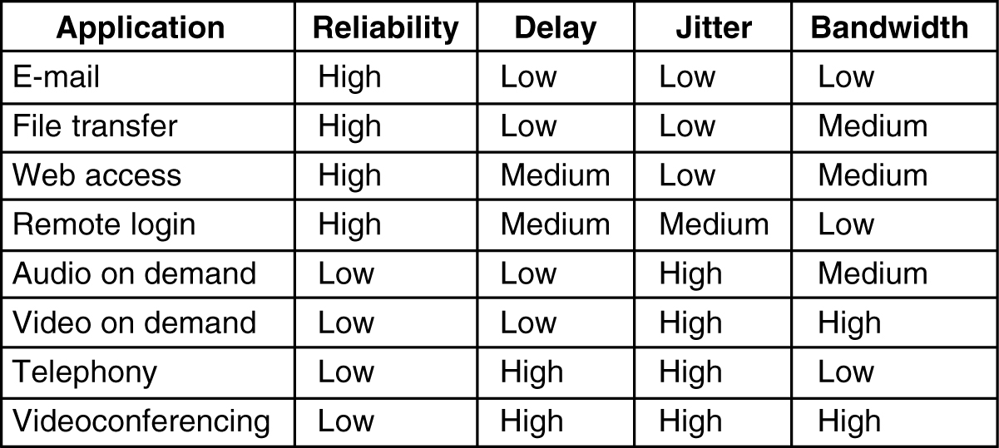 Application Reliability Delay Jitter Bandwidth
E-mail High Low Low Low
File transfer High Low Low Medium
Web access High Medium Low Medium
Remote login High Medium Medium Low
Audio on demand Low Low High Medium
Video on demand Low Low High High
Telephony Low High High Low
Videoconferencing Low High High High